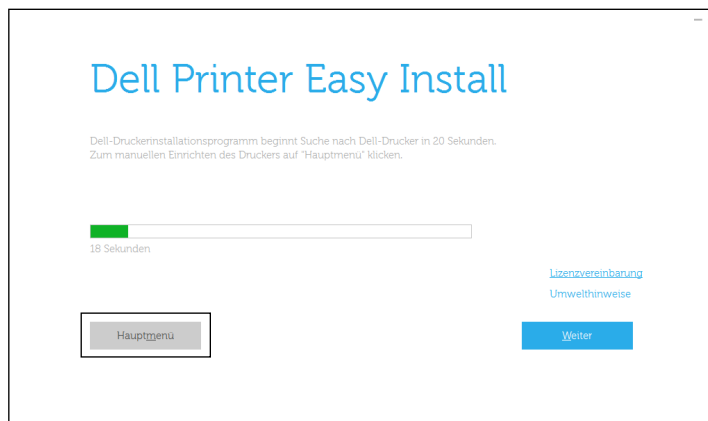 Dell Printer Easy Install
Dell-Druckerinstallationsprogramm beginnt Suche nach Dell-Drucker in 20 Sekunden.
Zum manuellen Einrichten des Druckers auf "Hauptmenü" klicken.
18 Sekunden
Lizenzvereinbarung
Umwelthinweise
Hauptmenü
Weiter